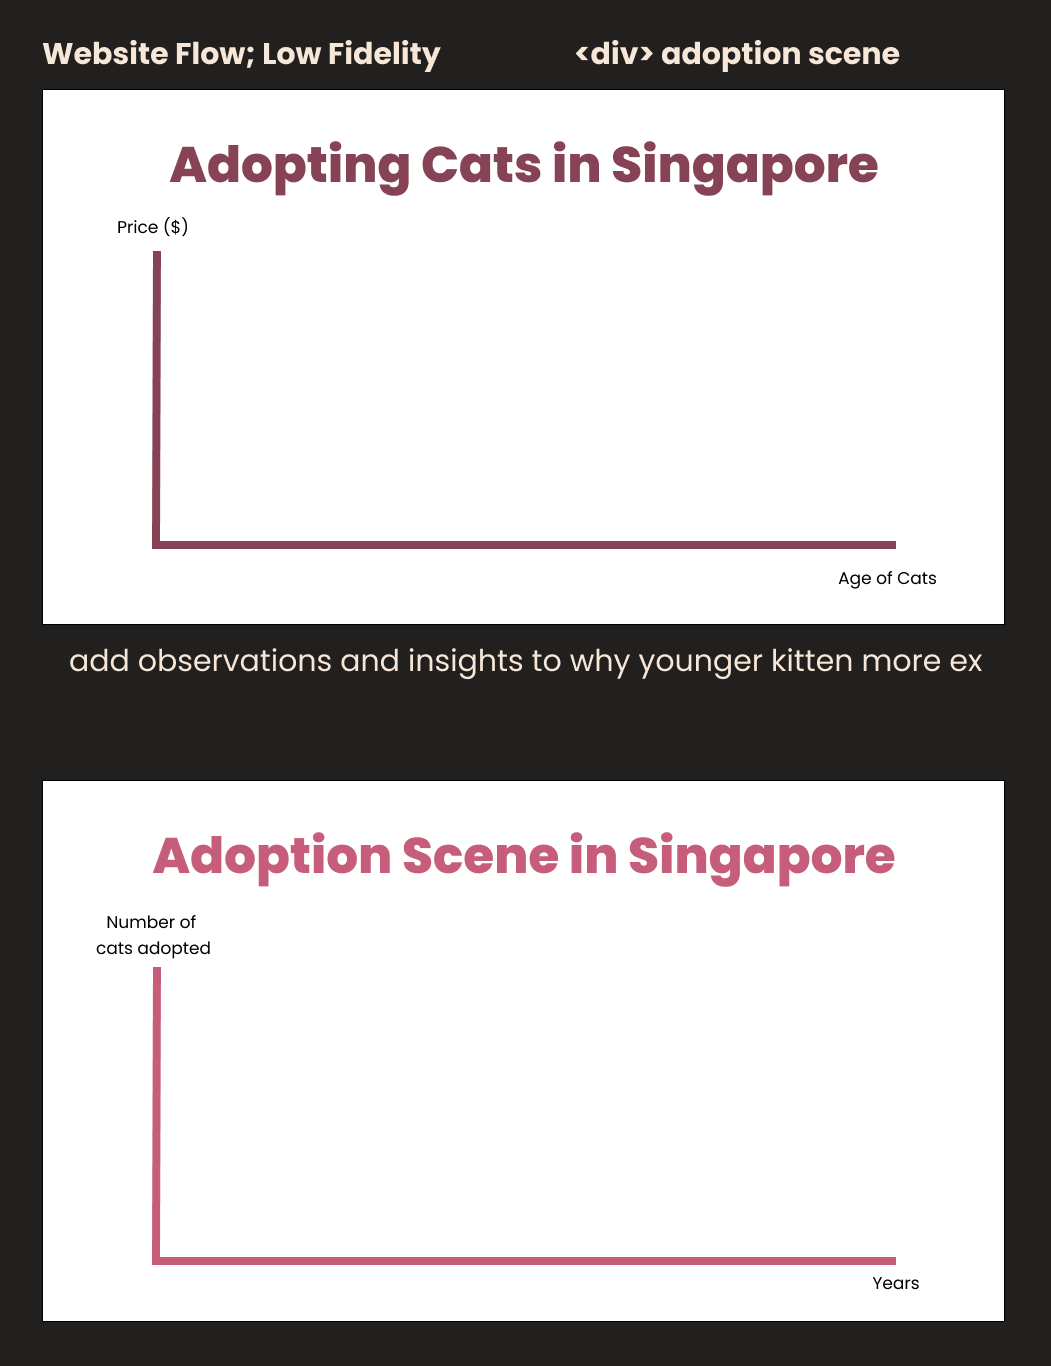 Website Flow; Low Fidelity
<div> adoption scene
Adopting Cats in Singapore
Price ($)
Age of Cats
add observations and insights to why younger kitten more ex
Adoption Scene in Singapore
Number of
cats adopted
Years